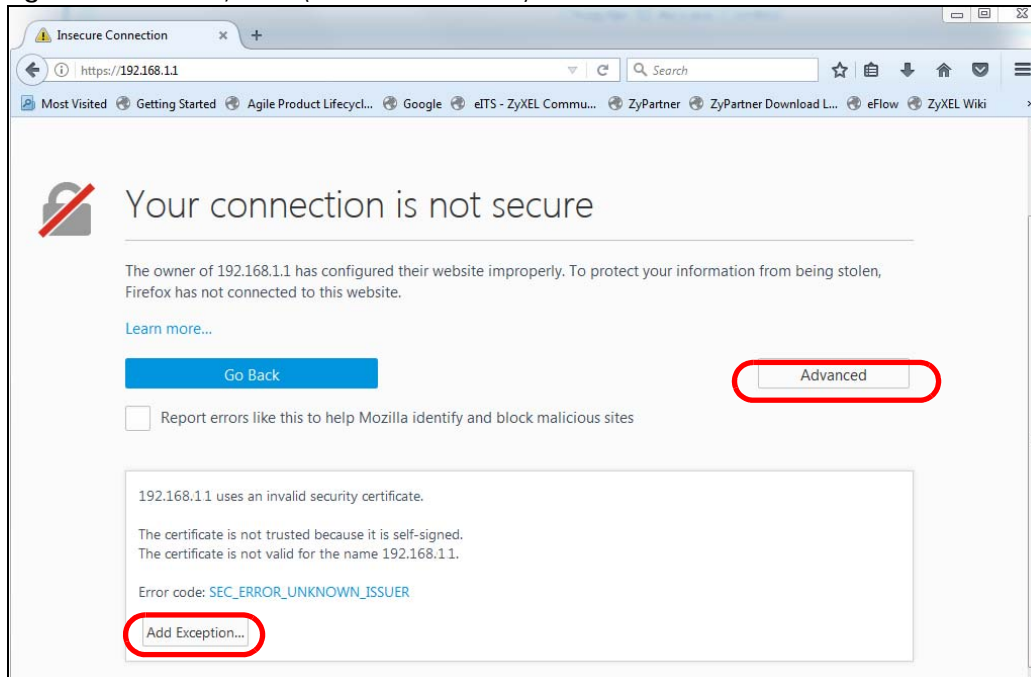 Insecure Connection × +
https://192.168.1.1 Search
Most Visited Getting Started Agile Product Lifecycl... Google eITS - ZyXEL Commu... ZyPartner ZyPartner Download L... eFlow ZyXEL Wiki
Your connection is not secure
The owner of 192.168.1.1 has configured their website improperly. To protect your information from being stolen,
Firefox has not connected to this website.
Learn more...
Go Back Advanced
Report errors like this to help Mozilla identify and block malicious sites
192.168.1.1 uses an invalid security certificate.
The certificate is not trusted because it is self-signed.
The certificate is not valid for the name 192.168.1.1.
Error code: SEC_ERROR_UNKNOWN_ISSUER
Add Exception...